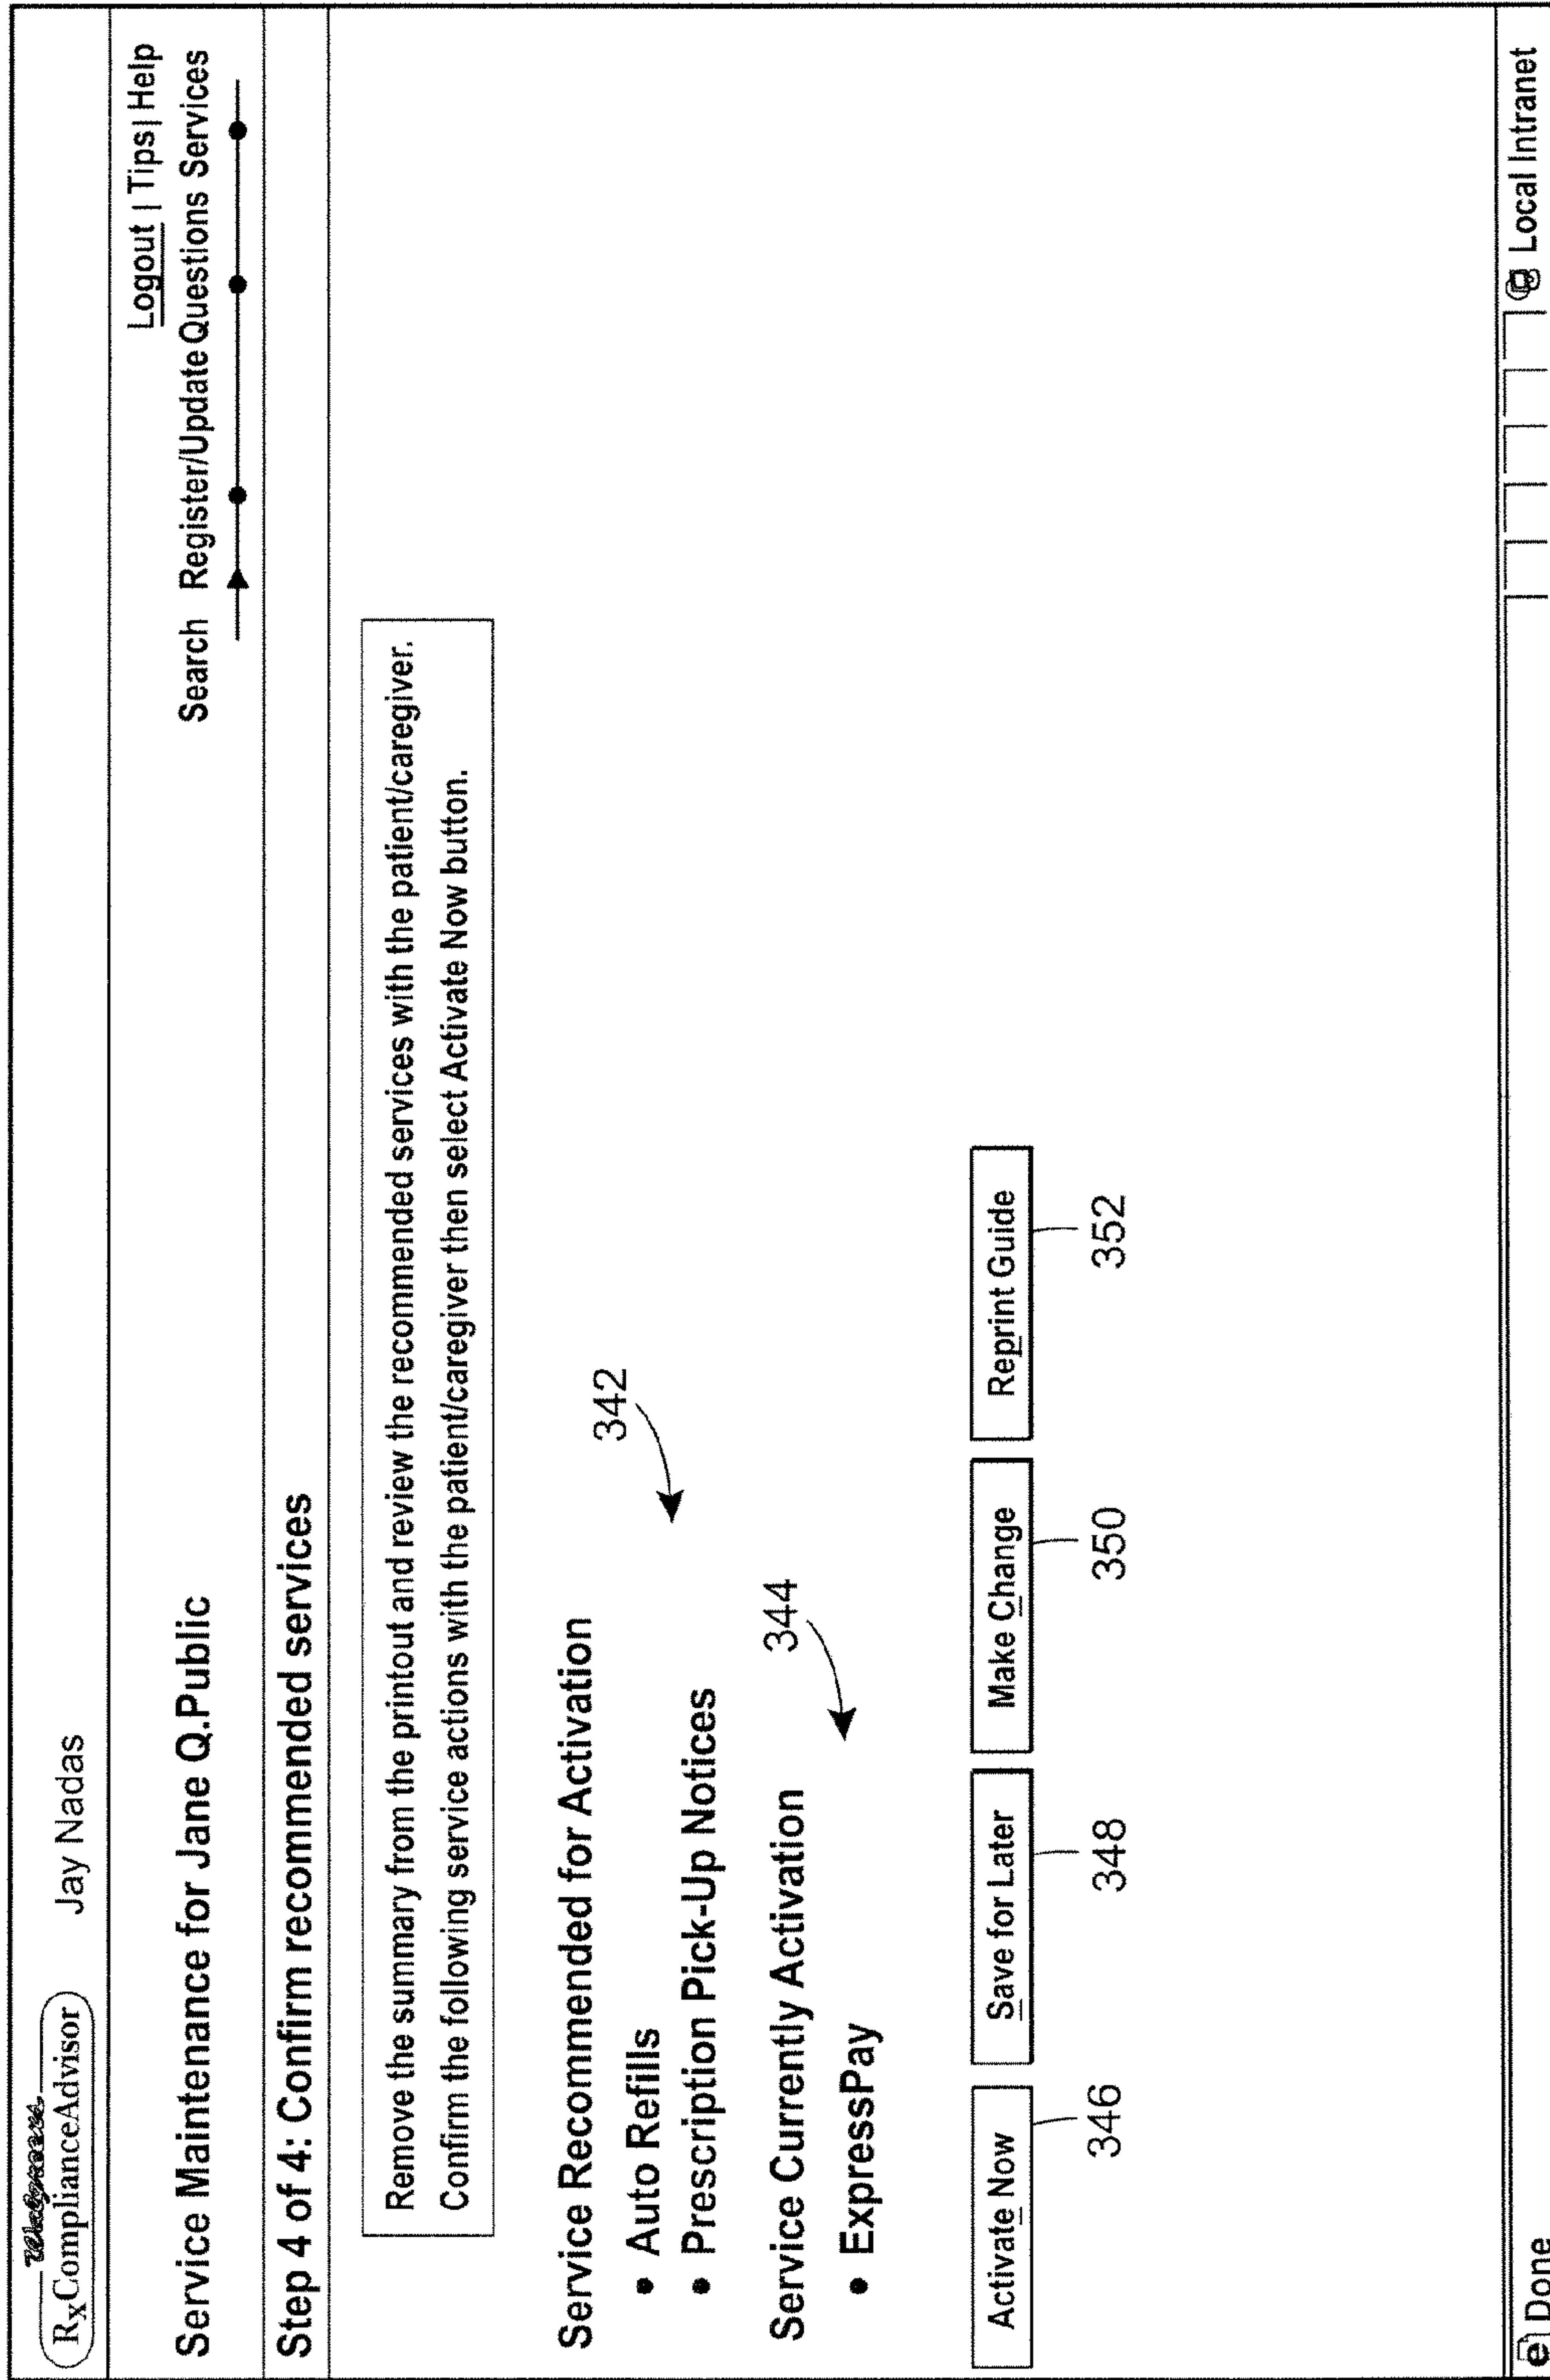 Walgreens
RxComplianceAdvisor
Jay Nadas
Logout | Tips | Help
Service Maintenance for Jane Q.Public
Search Register/Update Questions Services
Step 4 of 4: Confirm recommended services
Remove the summary from the printout and review the recommended services with the patient/caregiver.
Confirm the following service actions with the patient/caregiver then select Activate Now button.
Service Recommended for Activation
342
• Auto Refills
• Prescription Pick-Up Notices
Service Currently Activation
344
• ExpressPay
Activate Now
Save for Later
Make Change
Reprint Guide
346
348
350
352
Done
Local Intranet